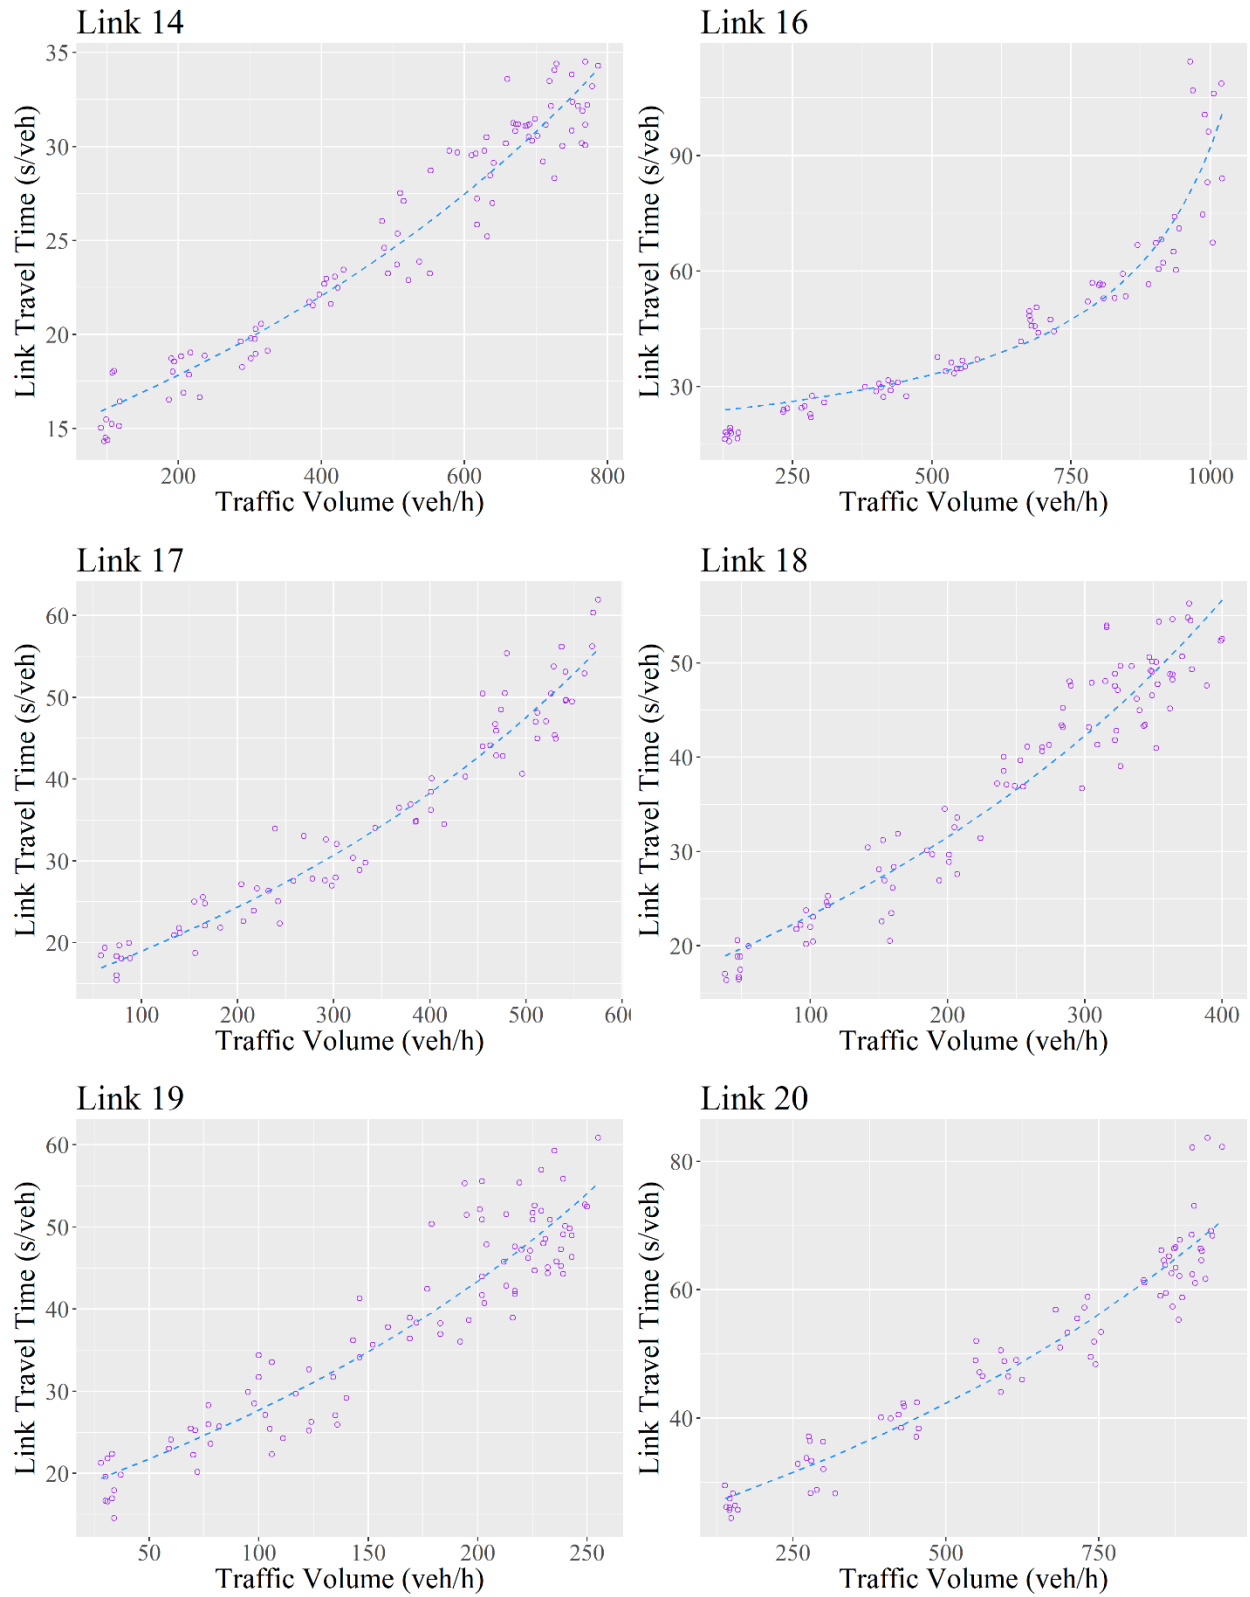 Link 14
Link Travel Time (s/veh)
35
30
25
20
15
200 400 600 800
Traffic Volume (veh/h)
Link 16
Link Travel Time (s/veh)
90
60
30
250 500 750 1000
Traffic Volume (veh/h)
Link 17
Link Travel Time (s/veh)
60
50
40
30
20
100 200 300 400 500 60
Traffic Volume (veh/h)
Link 18
Link Travel Time (s/veh)
50
40
30
20
100 200 300 400
Traffic Volume (veh/h)
Link 19
Link Travel Time (s/veh)
60
50
40
30
20
50 100 150 200 250
Traffic Volume (veh/h)
Link 20
Link Travel Time (s/veh)
80
60
40
250 500 750
Traffic Volume (veh/h)